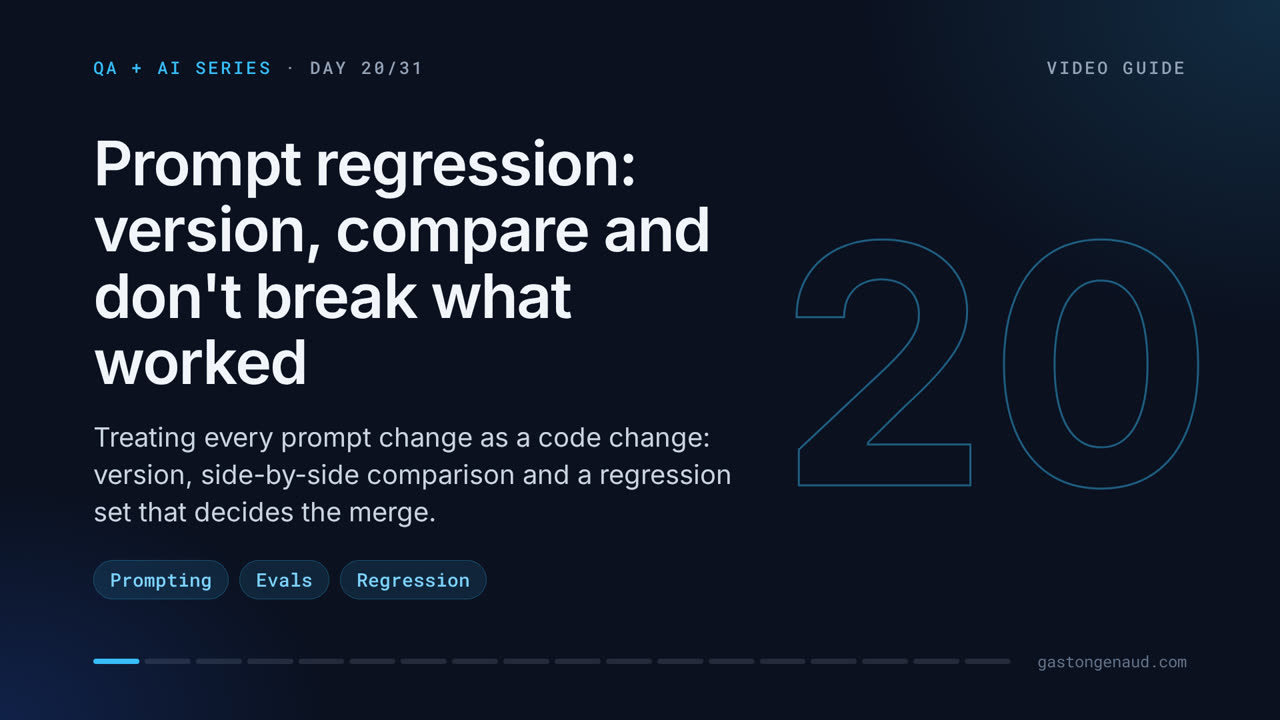 QA + AI SERIES · DAY 20/31
VIDEO GUIDE
Prompt regression:
version, compare and
don't break what
worked
20
Treating every prompt change as a code change:
version, side-by-side comparison and a regression
set that decides the merge.
Prompting
Evals
Regression
gastongenaud.com